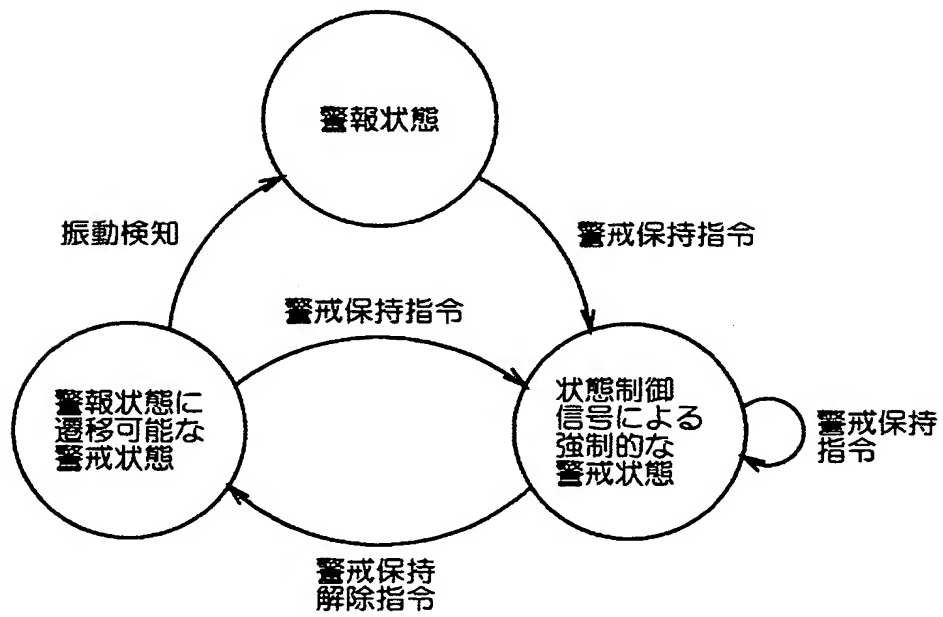 警報状態
振動検知
警戒保持指令
警戒保持指令
警報状態に
遷移可能な
警戒状態
状態制御
信号による
強制的な
警戒状態
警戒保持
指令
警戒保持
解除指令